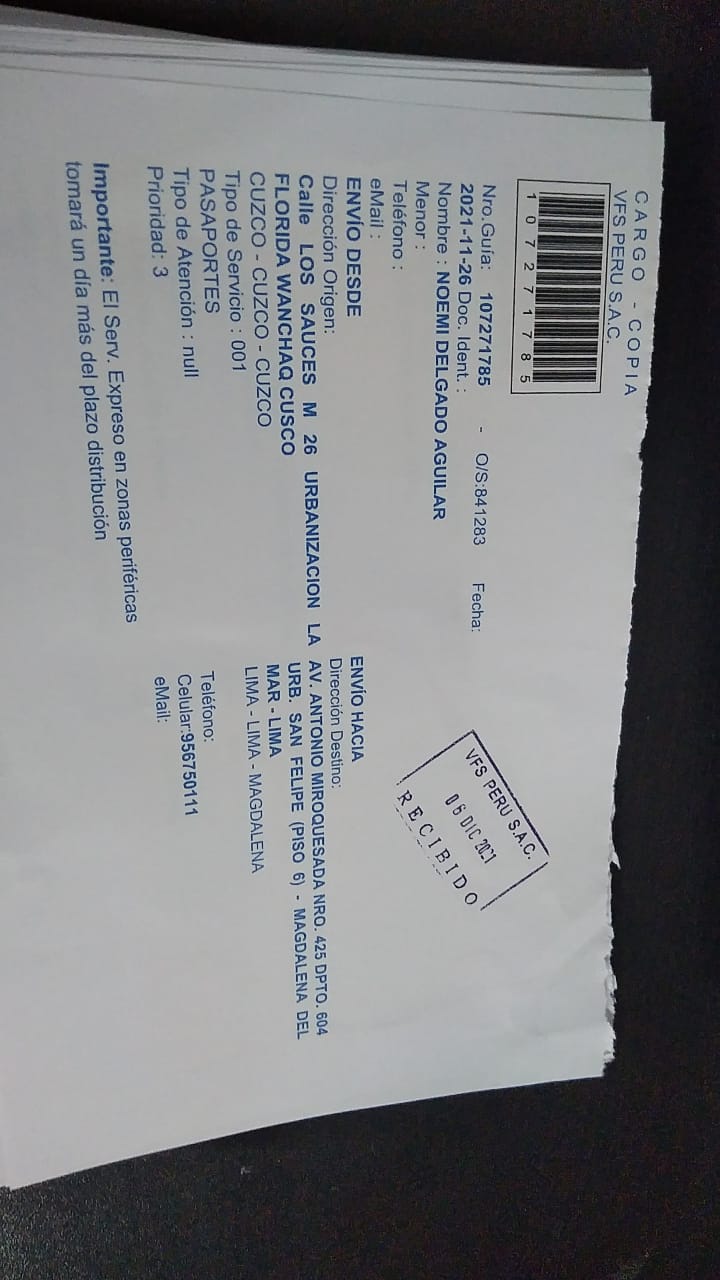 CARGO - COPIA
VFS PERU S.A.C.
107271785
Nro.Guía: 107271785 - O/S:841283 Fecha:
2021-11-26 Doc. Ident. :
Nombre : NOEMI DELGADO AGUILAR
Menor :
Teléfono :
eMail :
ENVÍO DESDE
Dirección Origen:
Calle LOS SAUCES M 26 URBANIZACION LA
FLORIDA WANCHAQ CUSCO
CUZCO - CUZCO - CUZCO
Tipo de Servicio : 001
PASAPORTES
Tipo de Atención : null
Prioridad: 3
ENVÍO HACIA
Dirección Destino:
AV. ANTONIO MIROQUESADA NRO. 425 DPTO. 604
URB. SAN FELIPE (PISO 6) - MAGDALENA DEL
MAR - LIMA
LIMA - LIMA - MAGDALENA
Teléfono:
Celular:956750111
eMail:
Importante: El Serv. Expreso en zonas periféricas
tomará un día más del plazo distribución
VFS PERU S.A.C.
06 DIC 2021
RECIBIDO